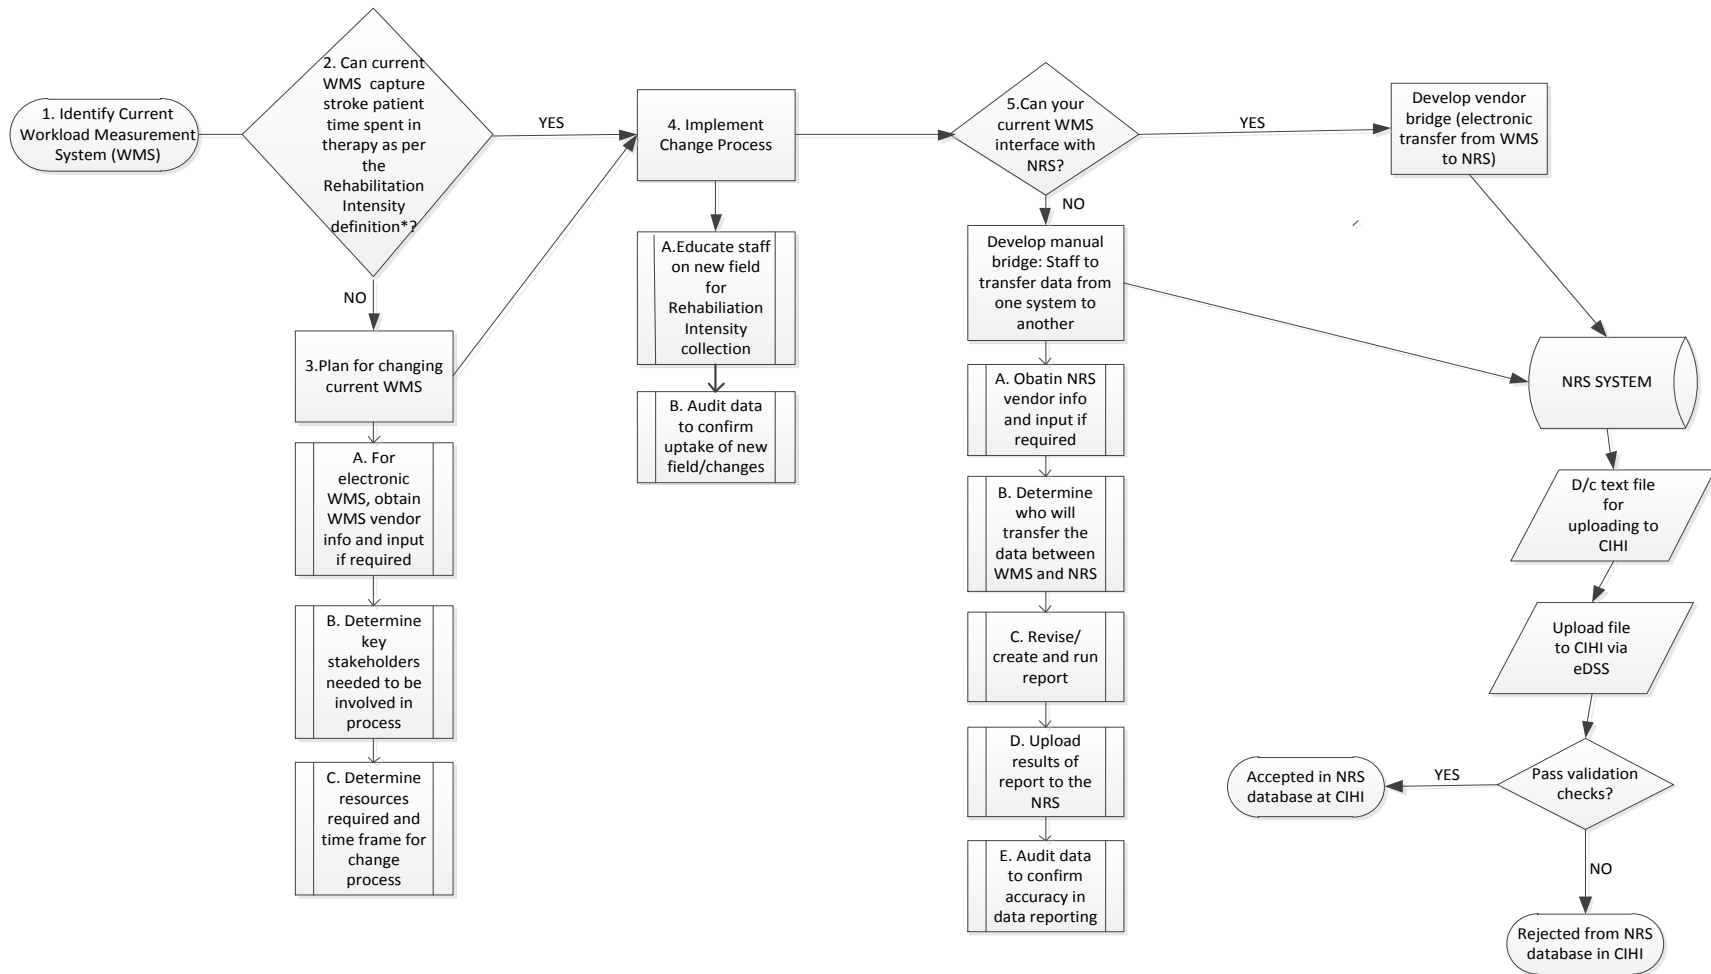 1. Identify Current
Workload Measurement
System (WMS)
2. Can current
WMS capture
stroke patient
time spent in
therapy as per
the
Rehabilitation
Intensity
definition*?
YES
NO
3.Plan for changing
current WMS
A. For
electronic
WMS, obtain
WMS vendor
info and input
if required
B. Determine
key
stakeholders
needed to be
involved in
process
C. Determine
resources
required and
time frame for
change
process
4. Implement
Change Process
A.Educate staff
on new field
for
Rehabiliation
Intensity
collection
B. Audit data
to confirm
uptake of new
field/changes
5.Can your
current WMS
interface with
NRS?
YES
NO
Develop manual
bridge: Staff to
transfer data from
one system to
another
A. Obatin NRS
vendor info
and input if
required
B. Determine
who will
transfer the
data between
WMS and NRS
C. Revise/
create and run
report
D. Upload
results of
report to the
NRS
E. Audit data
to confirm
accuracy in
data reporting
Develop vendor
bridge (electronic
transfer from WMS
to NRS)
NRS SYSTEM
D/c text file
for
uploading to
CIHI
Upload file
to CIHI via
eDSS
Pass validation
checks?
YES
Accepted in NRS
database at CIHI
NO
Rejected from NRS
database in CIHI